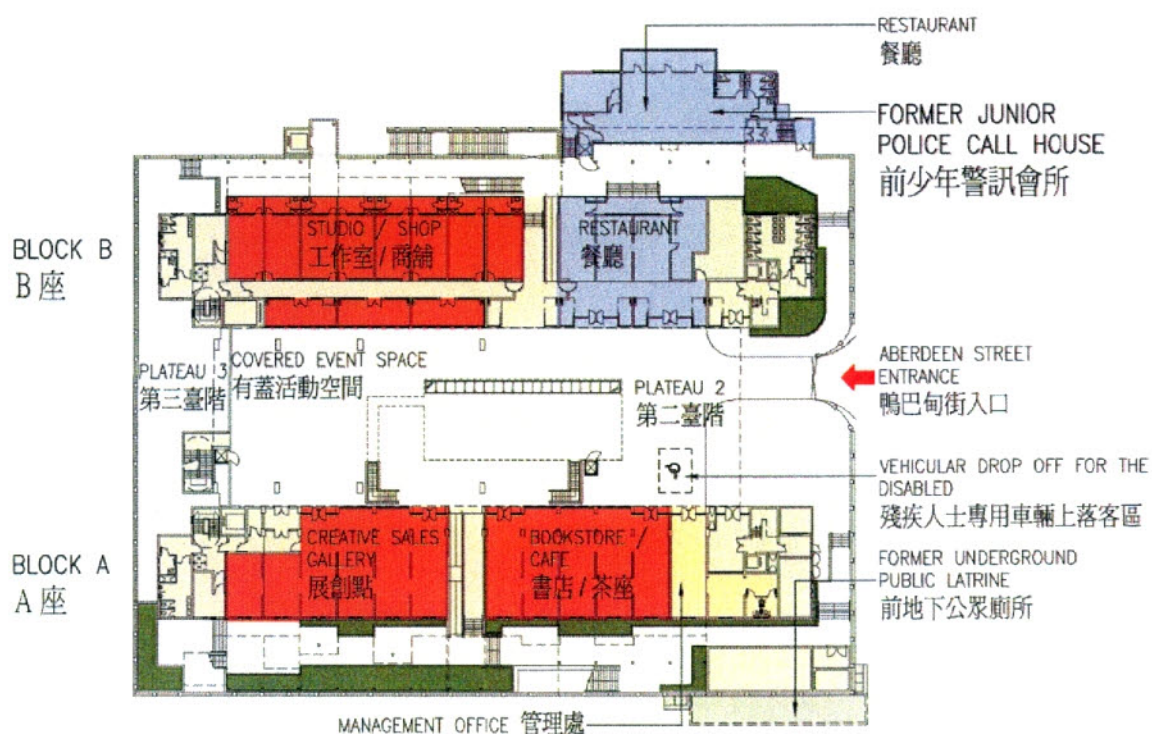 RESTAURANT
餐廳
FORMER JUNIOR
POLICE CALL HOUSE
前少年警訊會所
BLOCK B
B座
STUDIO / SHOP
工作室/商舖
RESTAURANT
餐廳
PLATEAU 3
第三臺階
COVERED EVENT SPACE
有蓋活動空間
PLATEAU 2
第二臺階
ABERDEEN STREET
ENTRANCE
鴨巴甸街入口
VEHICULAR DROP OFF FOR THE
DISABLED
殘疾人士專用車輛上落客區
BLOCK A
A座
CREATIVE SALES
GALLERY
展創點
"BOOKSTORE"/
CAFE
書店/茶座
FORMER UNDERGROUND
PUBLIC LATRINE
前地下公眾廁所
MANAGEMENT OFFICE 管理處